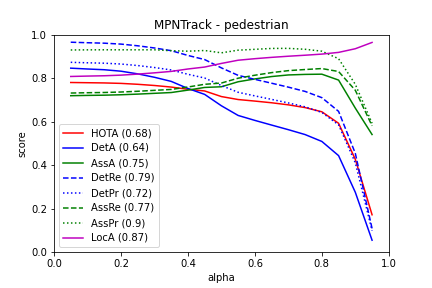 MPNTrack - pedestrian
1.0
0.8
0.6
0.4
0.2
0.0
score
HOTA (0.68)
DetA (0.64)
AssA (0.75)
DetRe (0.79)
DetPr (0.72)
AssRe (0.77)
AssPr (0.9)
LocA (0.87)
0.0 0.2 0.4 0.6 0.8 1.0
alpha